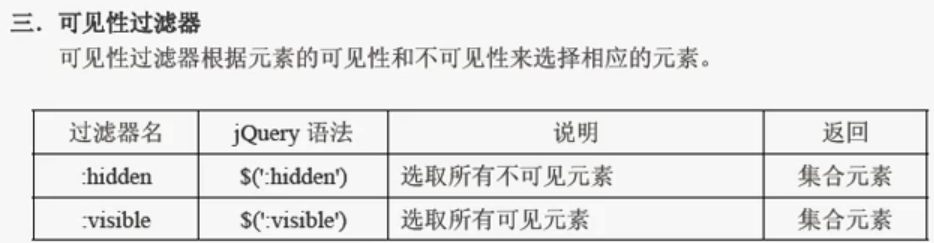 三．可见性过滤器
可见性过滤器根据元素的可见性和不可见性来选择相应的元素。
过滤器名 jQuery 语法 说明 返回
:hidden $(':hidden') 选取所有不可见元素 集合元素
:visible $(':visible') 选取所有可见元素 集合元素